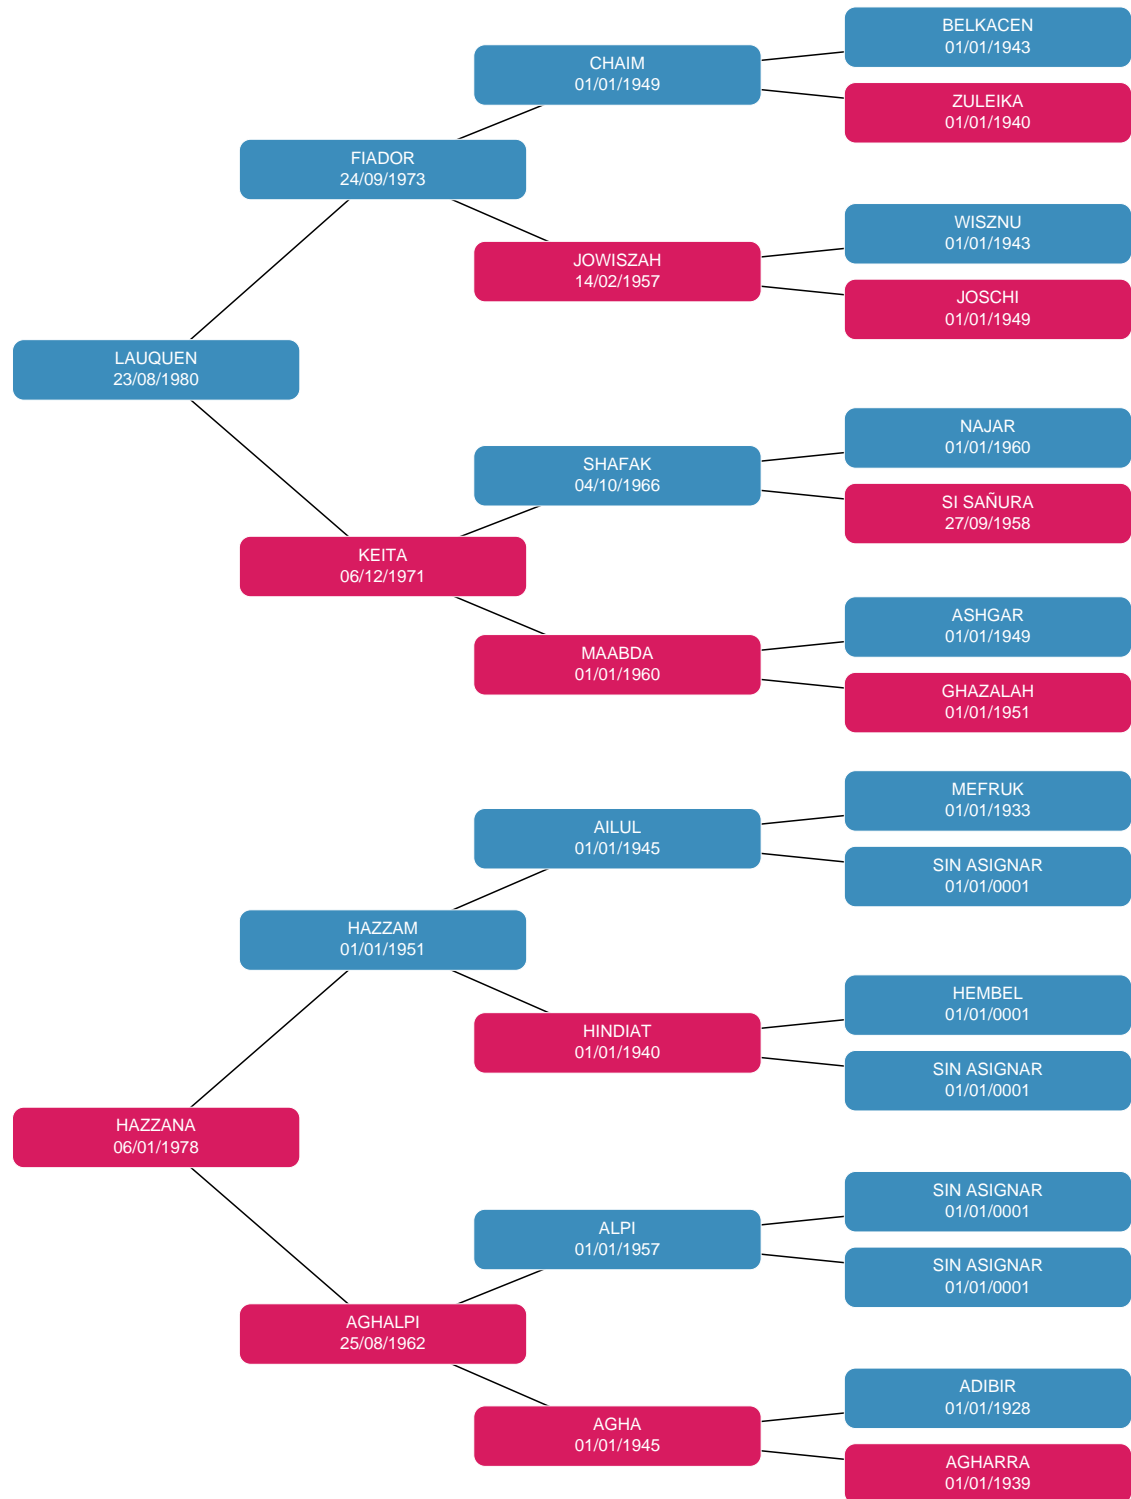 BELKACEN
01/01/1943
CHAIM
01/01/1949
ZULEIKA
01/01/1940
FIADOR
24/09/1973
WISZNU
01/01/1943
JOWISZAH
14/02/1957
JOSCHI
01/01/1949
LAUQUEN
23/08/1980
NAJAR
01/01/1960
SHAFAK
04/10/1966
SI SAÑURA
27/09/1958
KEITA
06/12/1971
ASHGAR
01/01/1949
MAABDA
01/01/1960
GHAZALAH
01/01/1951
MEFRUK
01/01/1933
AILUL
01/01/1945
SIN ASIGNAR
01/01/0001
HAZZAM
01/01/1951
HEMBEL
01/01/0001
HINDIAT
01/01/1940
SIN ASIGNAR
01/01/0001
HAZZANA
06/01/1978
SIN ASIGNAR
01/01/0001
ALPI
01/01/1957
SIN ASIGNAR
01/01/0001
AGHALPI
25/08/1962
ADIBIR
01/01/1928
AGHA
01/01/1945
AGHARRA
01/01/1939